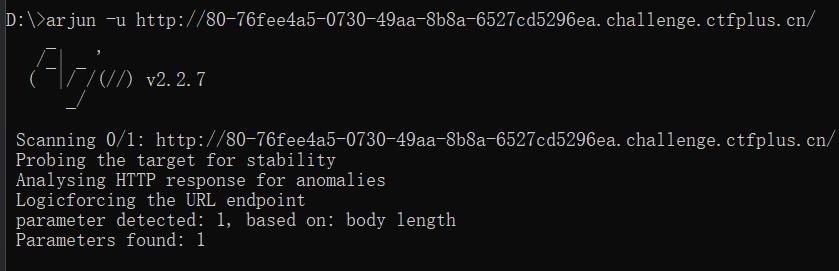 D:\>arjun -u http://80-76fee4a5-0730-49aa-8b8a-6527cd5296ea.challenge.ctfplus.cn/
    _
   /_| _ '
  (  |/ /(//) v2.2.7
      _/
Scanning 0/1: http://80-76fee4a5-0730-49aa-8b8a-6527cd5296ea.challenge.ctfplus.cn/
Probing the target for stability
Analysing HTTP response for anomalies
Logicforcing the URL endpoint
parameter detected: 1, based on: body length
Parameters found: 1